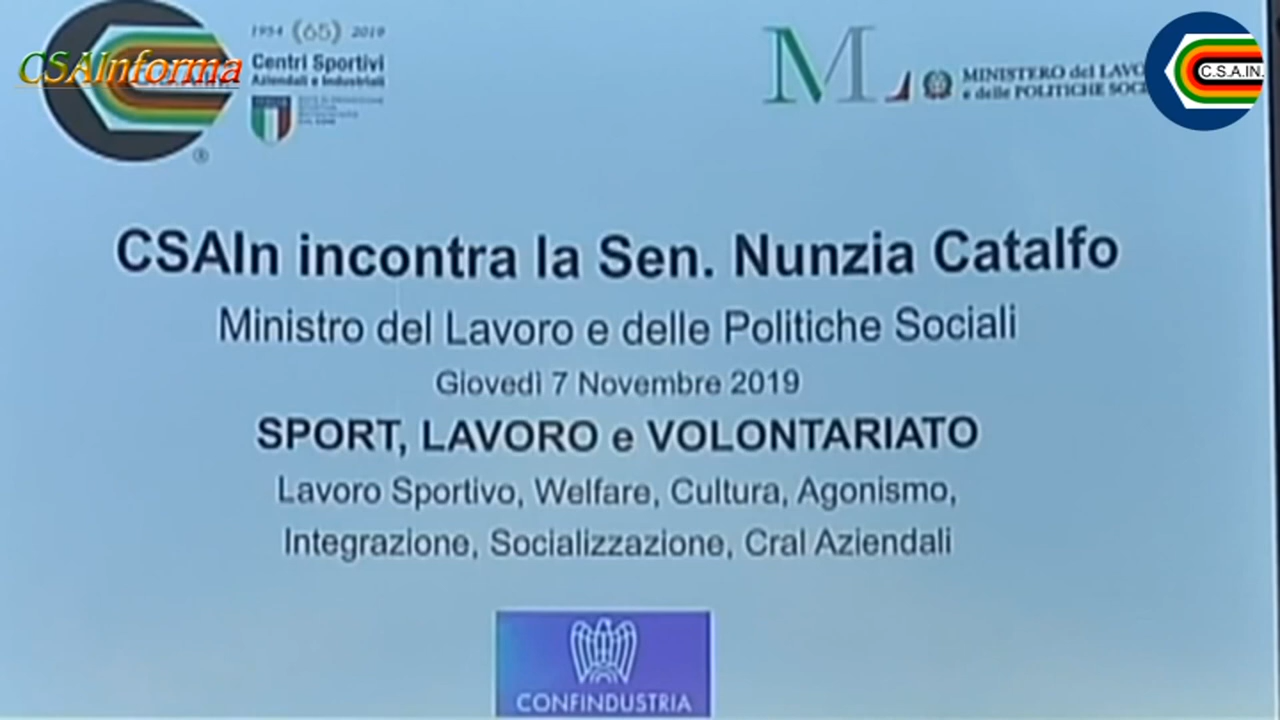 CSAInforma
1954 (65) 2019
Centri Sportivi
Aziendali e Industriali
®
ML
MINISTERO del LAVO
e delle POLITICHE SOC
C.S.A.IN.
CSAIn incontra la Sen. Nunzia Catalfo
Ministro del Lavoro e delle Politiche Sociali
Giovedì 7 Novembre 2019
SPORT, LAVORO e VOLONTARIATO
Lavoro Sportivo, Welfare, Cultura, Agonismo,
Integrazione, Socializzazione, Cral Aziendali
CONFINDUSTRIA